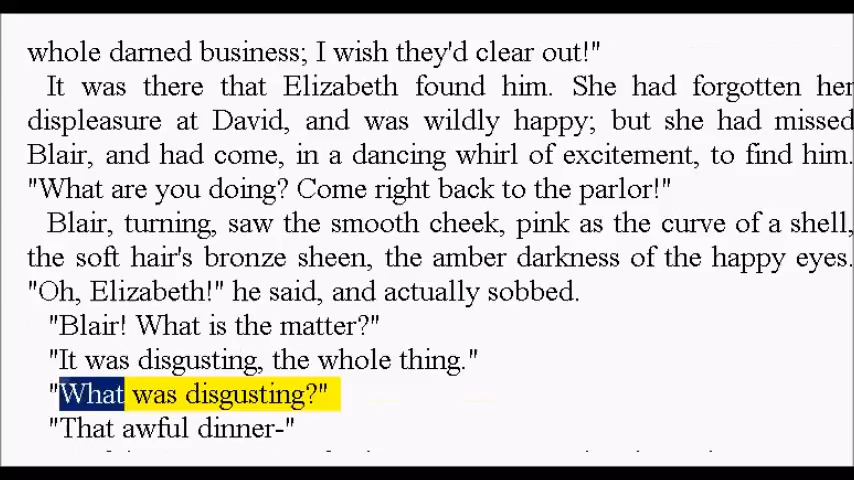 whole darned business; I wish they'd clear out!"
It was there that Elizabeth found him. She had forgotten her
displeasure at David, and was wildly happy; but she had missed
Blair, and had come, in a dancing whirl of excitement, to find him.
"What are you doing? Come right back to the parlor!"
Blair, turning, saw the smooth cheek, pink as the curve of a shell,
the soft hair's bronze sheen, the amber darkness of the happy eyes.
"Oh, Elizabeth!" he said, and actually sobbed.
"Blair! What is the matter?"
"It was disgusting, the whole thing."
"What was disgusting?"
"That awful dinner-"